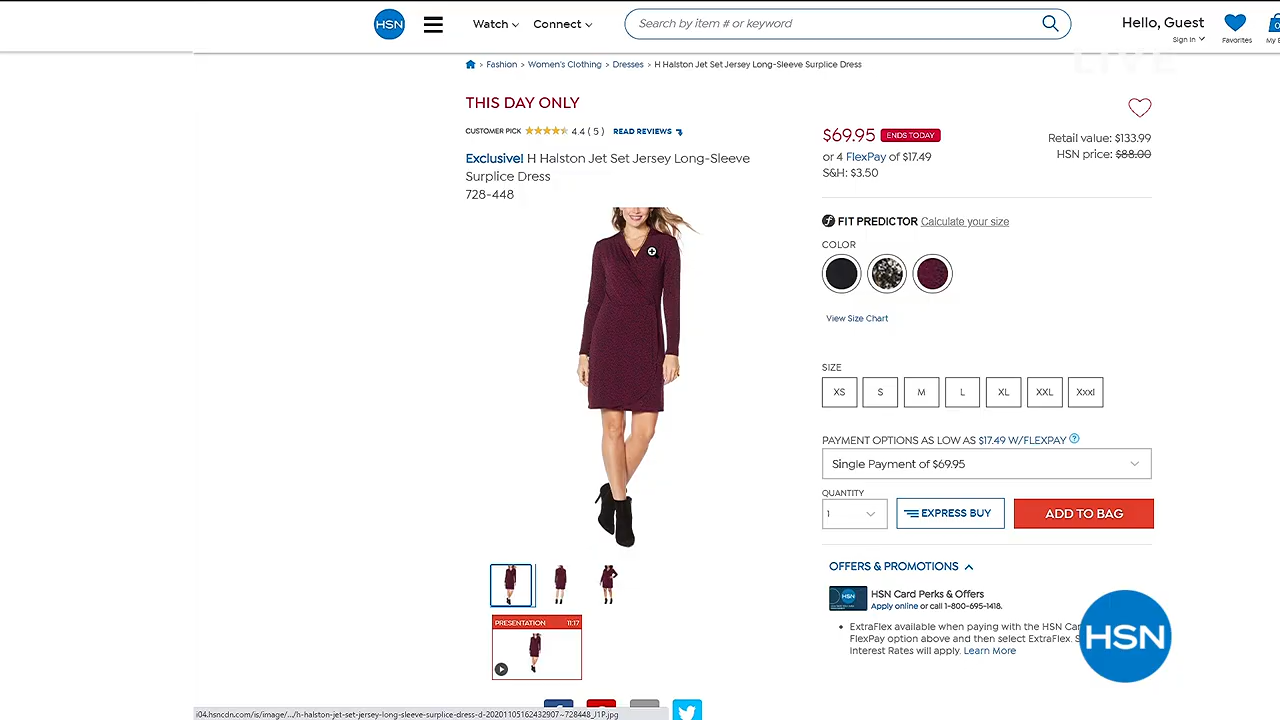 HSN
Watch
Connect
Search by item # or keyword
Hello, Guest
Sign In
Favorites
0
LIVE
Fashion > Women's Clothing > Dresses > H Halston Jet Set Jersey Long-Sleeve Surplice Dress
THIS DAY ONLY
CUSTOMER PICK 4.4 ( 5 ) READ REVIEWS
Exclusive! H Halston Jet Set Jersey Long-Sleeve
Surplice Dress
728-448
$69.95 ENDS TODAY
or 4 FlexPay of $17.49
S&H: $3.50
Retail value: $133.99
HSN price: $88.00
FIT PREDICTOR Calculate your size
COLOR
View Size Chart
SIZE
XS S M L XL XXL Xxxl
PAYMENT OPTIONS AS LOW AS $17.49 W/FLEXPAY ?
Single Payment of $69.95
QUANTITY
1
EXPRESS BUY
ADD TO BAG
PRESENTATION 11:17
OFFERS & PROMOTIONS
HSN
HSN Card Perks & Offers
Apply online or call 1-800-695-1418.
• ExtraFlex available when paying with the HSN
FlexPay option above and then select ExtraFlex.
Interest Rates will apply. Learn More
HSN
i04.hsncdn.com/is/image/.../h-halston-jet-set-jersey-long-sleeve-surplice-dress-d-20201105162432907~728448_J1P.jpg